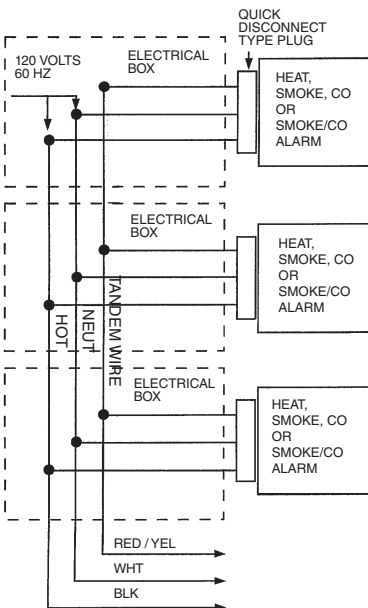 QUICK
DISCONNECT
TYPE PLUG
120 VOLTS
60 HZ
ELECTRICAL
BOX
HEAT,
SMOKE, CO
OR
SMOKE/CO
ALARM
ELECTRICAL
BOX
HEAT,
SMOKE, CO
OR
SMOKE/CO
ALARM
HOT
NEUT
TANDEM WIRE
ELECTRICAL
BOX
HEAT,
SMOKE, CO
OR
SMOKE/CO
ALARM
RED / YEL
WHT
BLK